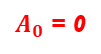 A₀ = 0